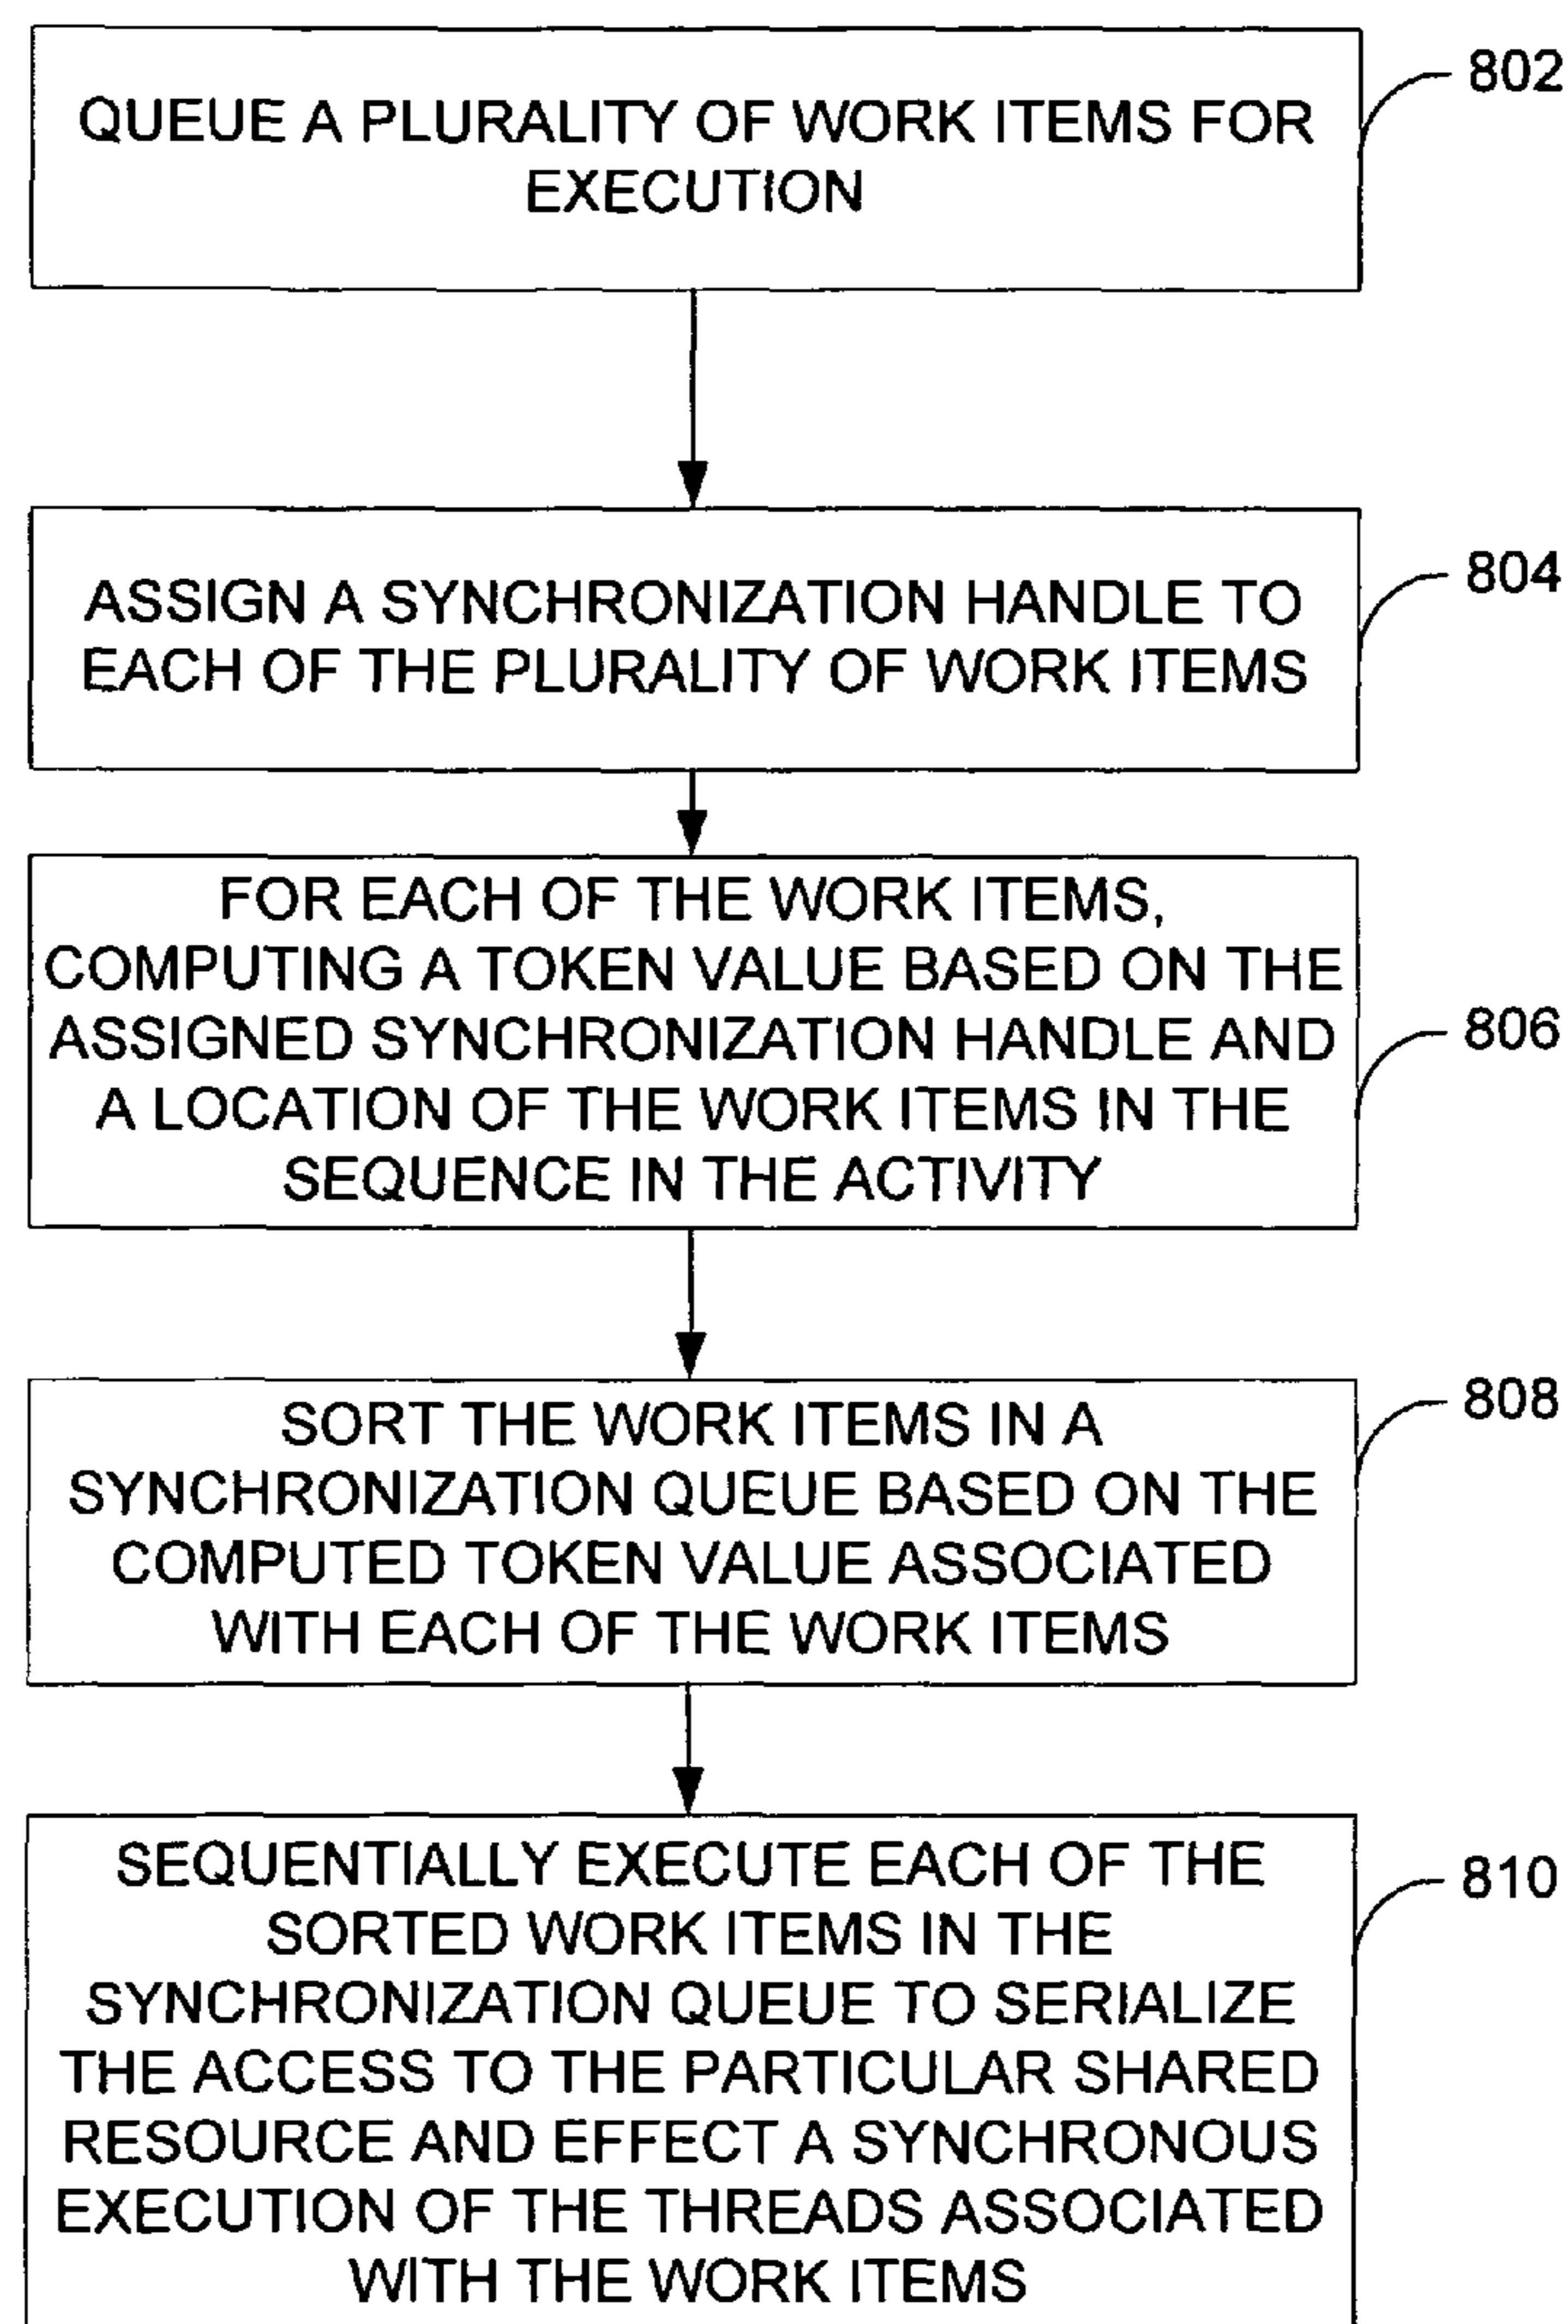 QUEUE A PLURALITY OF WORK ITEMS FOR
EXECUTION
802
ASSIGN A SYNCHRONIZATION HANDLE TO
EACH OF THE PLURALITY OF WORK ITEMS
804
FOR EACH OF THE WORK ITEMS,
COMPUTING A TOKEN VALUE BASED ON THE
ASSIGNED SYNCHRONIZATION HANDLE AND
A LOCATION OF THE WORK ITEMS IN THE
SEQUENCE IN THE ACTIVITY
806
SORT THE WORK ITEMS IN A
SYNCHRONIZATION QUEUE BASED ON THE
COMPUTED TOKEN VALUE ASSOCIATED
WITH EACH OF THE WORK ITEMS
808
SEQUENTIALLY EXECUTE EACH OF THE
SORTED WORK ITEMS IN THE
SYNCHRONIZATION QUEUE TO SERIALIZE
THE ACCESS TO THE PARTICULAR SHARED
RESOURCE AND EFFECT A SYNCHRONOUS
EXECUTION OF THE THREADS ASSOCIATED
WITH THE WORK ITEMS
810